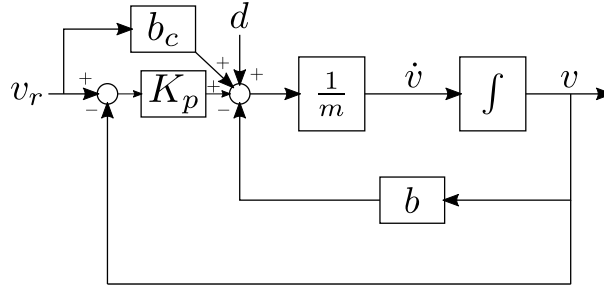 b_c
d
v_r
+
−
K_p
+
+
+
−
1/m
v̇
∫
v
b